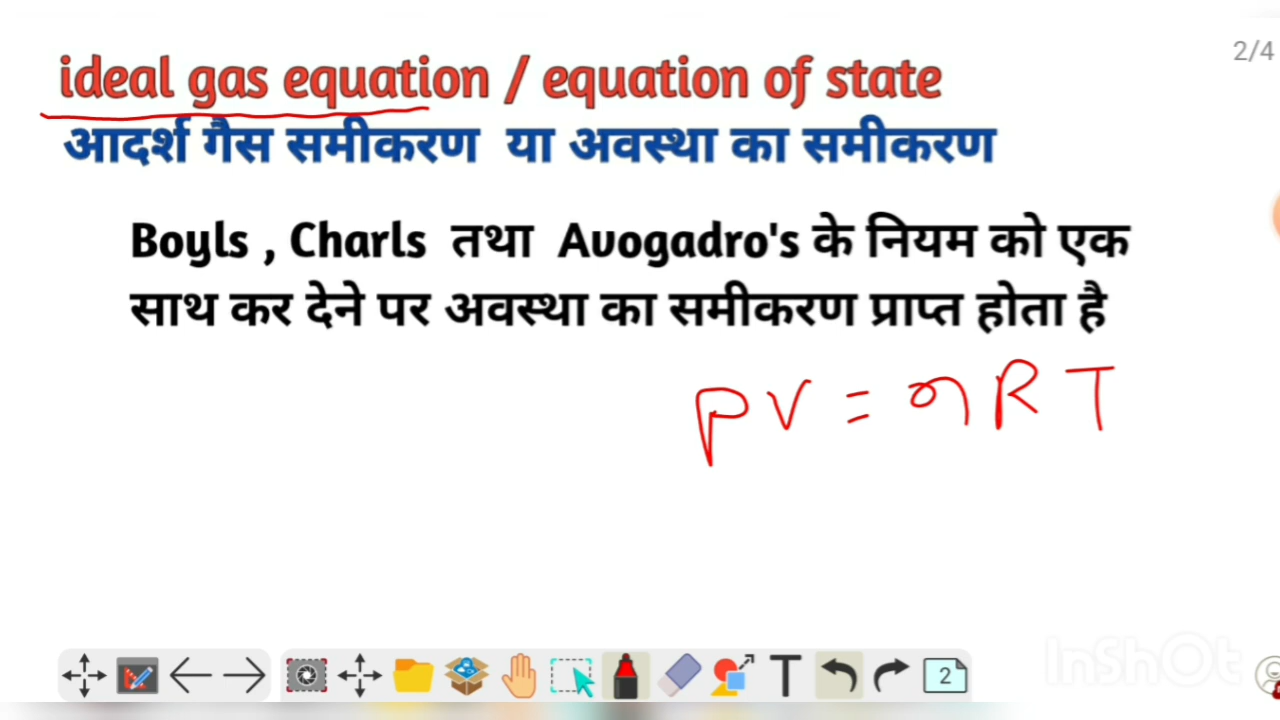 2/4
ideal gas equation / equation of state
आदर्श गैस समीकरण या अवस्था का समीकरण
Boyls , Charls तथा Avogadro's के नियम को एक
साथ कर देने पर अवस्था का समीकरण प्राप्त होता है
PV = nRT
T
2
InShOt